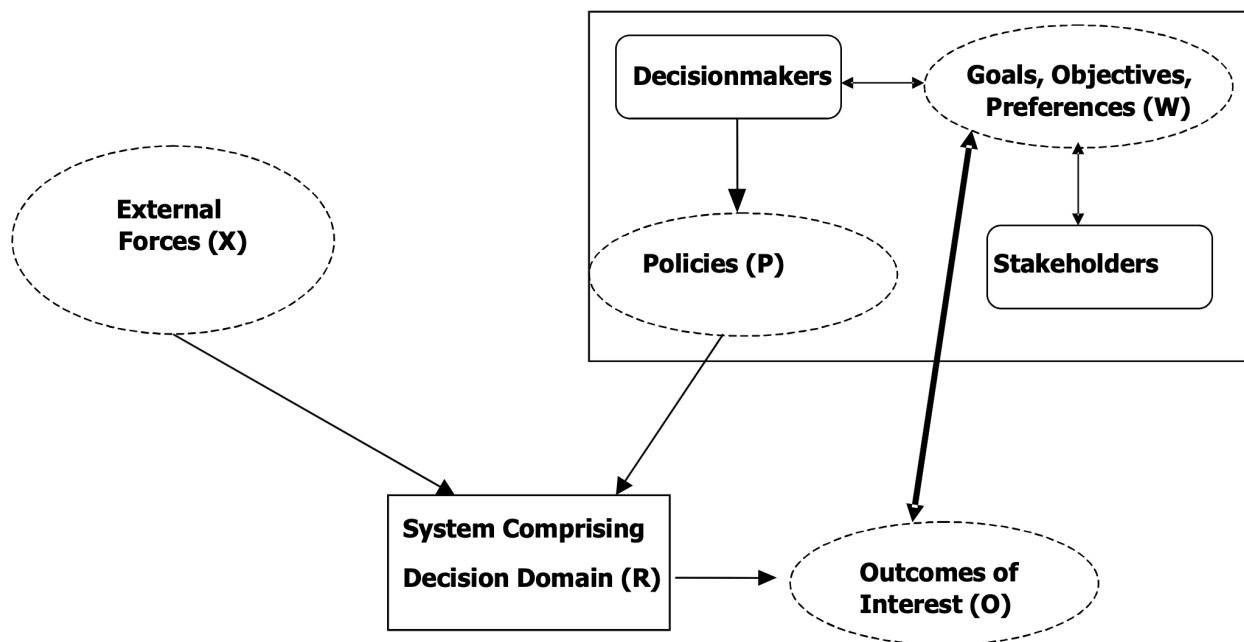 Decisionmakers
Goals, Objectives,
Preferences (W)
External
Forces (X)
Policies (P)
Stakeholders
System Comprising
Decision Domain (R)
Outcomes of
Interest (O)